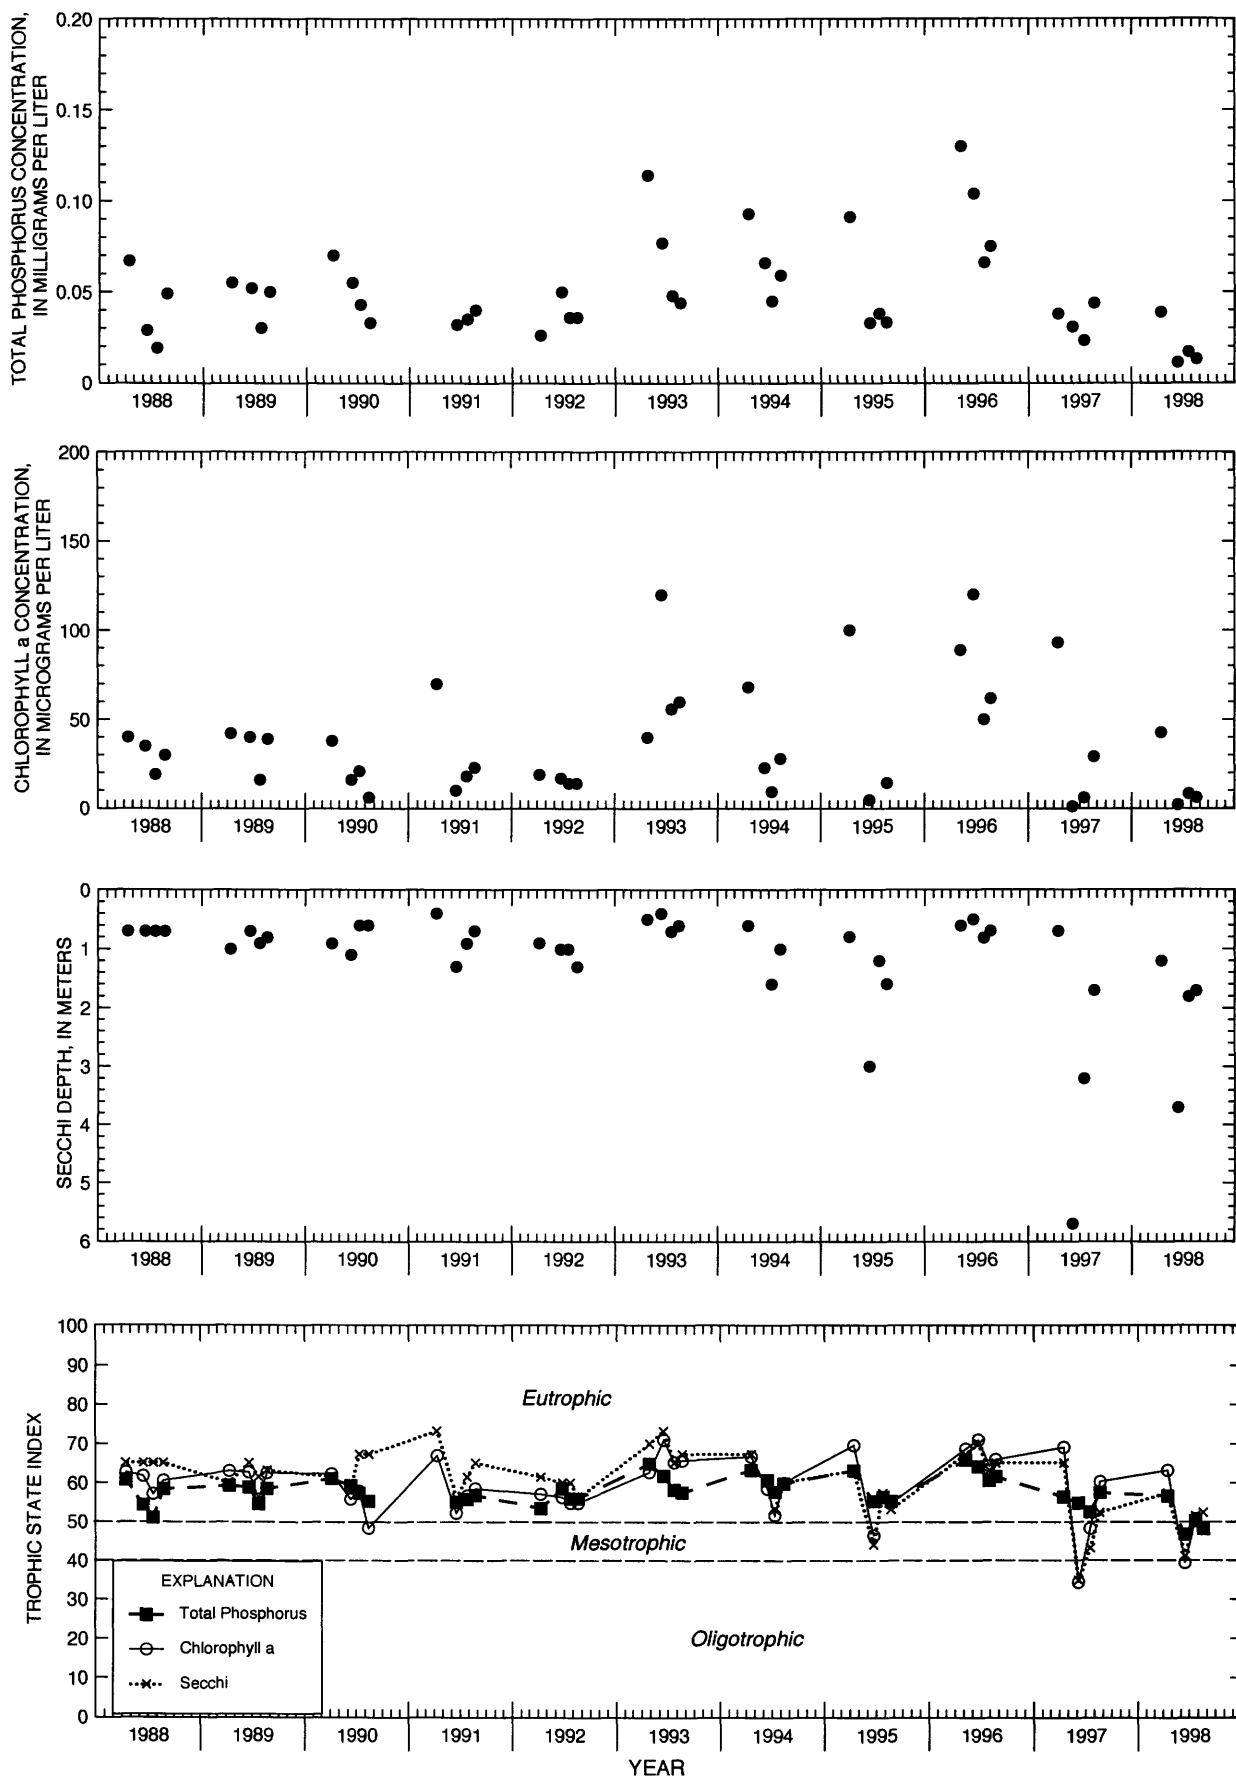 TOTAL PHOSPHORUS CONCENTRATION,
IN MILLIGRAMS PER LITER
0.20
0.15
0.10
0.05
0
1988 1989 1990 1991 1992 1993 1994 1995 1996 1997 1998
CHLOROPHYLL a CONCENTRATION,
IN MICROGRAMS PER LITER
200
150
100
50
0
1988 1989 1990 1991 1992 1993 1994 1995 1996 1997 1998
SECCHI DEPTH, IN METERS
0
1
2
3
4
5
6
1988 1989 1990 1991 1992 1993 1994 1995 1996 1997 1998
TROPHIC STATE INDEX
100
90
80
70
60
50
40
30
20
10
0
Eutrophic
Mesotrophic
Oligotrophic
EXPLANATION
Total Phosphorus
Chlorophyll a
Secchi
1988 1989 1990 1991 1992 1993 1994 1995 1996 1997 1998
YEAR